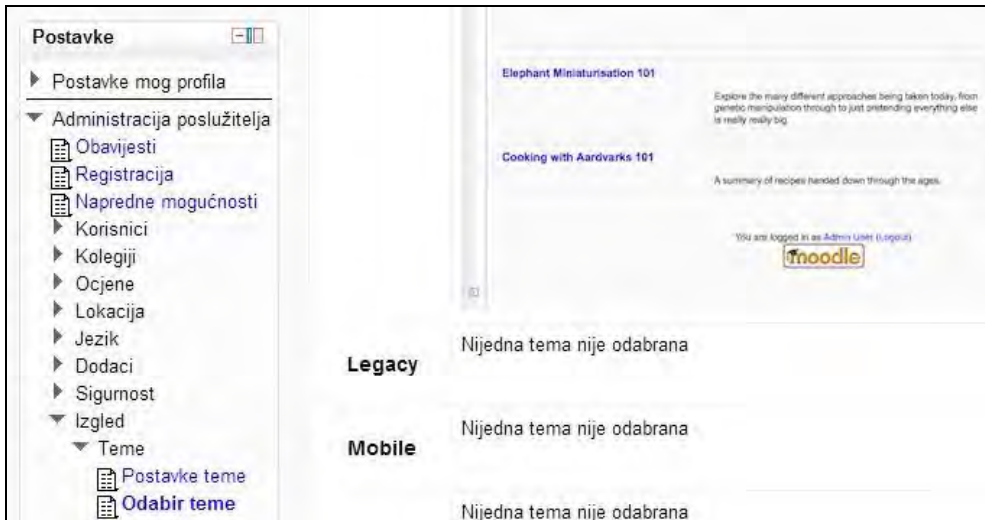 Postavke
Postavke mog profila
Administracija poslužitelja
Obavijesti
Registracija
Napredne mogućnosti
Korisnici
Kolegiji
Ocjene
Lokacija
Jezik
Dodaci
Sigurnost
Izgled
Teme
Postavke teme
Odabir teme
Elephant Miniaturisation 101
Explore the many different approaches being taken today, from
genetic manipulation through to just pretending everything else
is really really big.
Cooking with Aardvarks 101
A summary of recipes handed down through the ages.
You are logged in as Admin User (Logout)
moodle
Legacy
Nijedna tema nije odabrana
Mobile
Nijedna tema nije odabrana
Nijedna tema nije odabrana